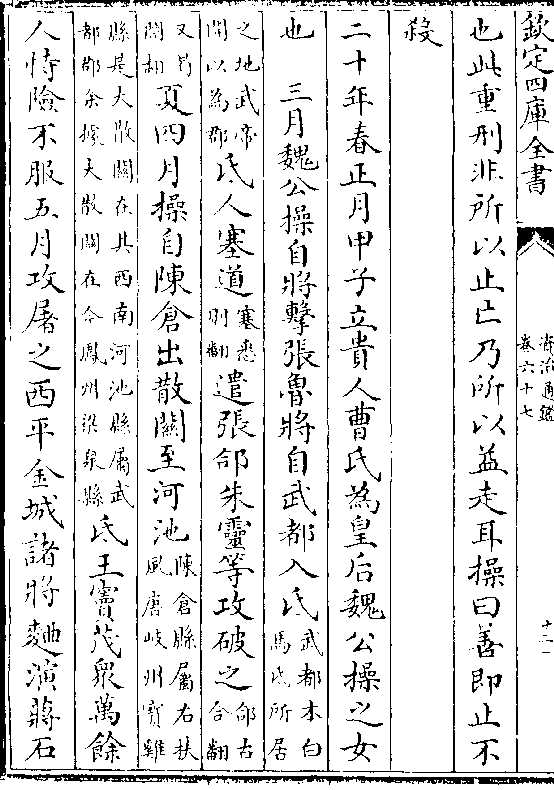 欽定四庫全書
資治通鑑
卷六十七
十二
也此重刑非所以止亡乃所以益走耳操曰善即止不
殺
二十年春正月甲子立貴人曹氏為皇后魏公操之女
也 三月魏公操自將擊張魯將自武都入氐武都本白
馬氐所居
之地武帝
開以為郡氐人塞道塞悉
則翻遣張郃朱靈等攻破之郃古
合翻
又曷
閤翻夏四月操自陳倉出散關至河池陳倉縣屬右扶
風唐岐州寳雞
縣是大散關在其西南河池縣屬武
都郡余據大散關在今鳳州梁泉縣氐王竇茂衆萬餘
人恃險不服五月攻屠之西平金城諸將麴演蔣石